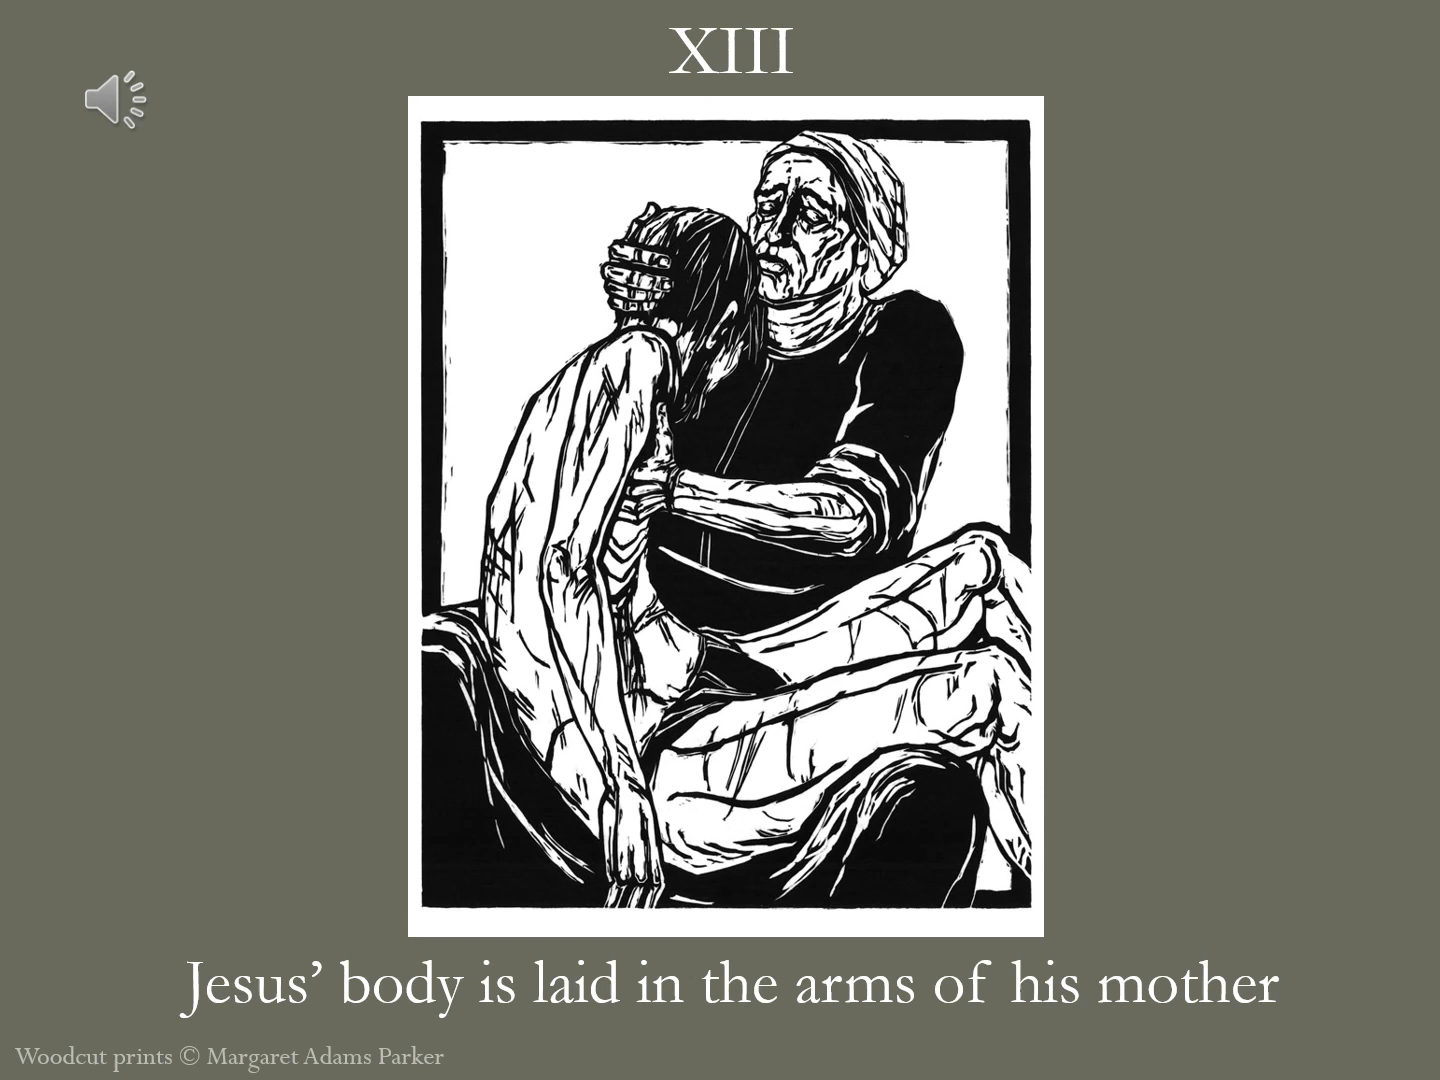 XIII
Jesus’ body is laid in the arms of his mother
Woodcut prints © Margaret Adams Parker